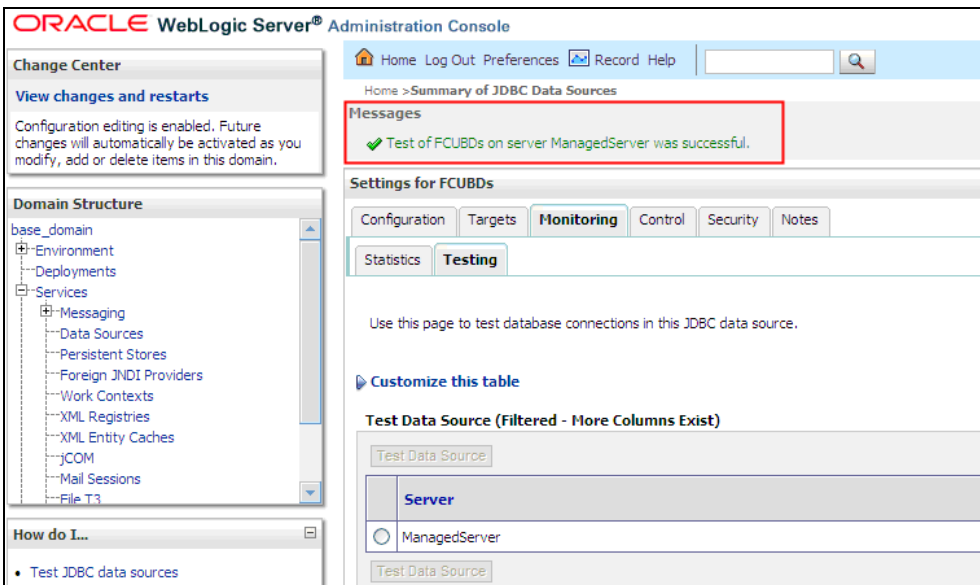 ORACLE WebLogic Server® Administration Console
Change Center
View changes and restarts
Configuration editing is enabled. Future
changes will automatically be activated as you
modify, add or delete items in this domain.
Domain Structure
base_domain
Environment
Deployments
Services
Messaging
Data Sources
Persistent Stores
Foreign JNDI Providers
Work Contexts
XML Registries
XML Entity Caches
jCOM
Mail Sessions
File T3
How do I...
• Test JDBC data sources
Home Log Out Preferences Record Help
Home >Summary of JDBC Data Sources
Messages
Test of FCUBDs on server ManagedServer was successful.
Settings for FCUBDs
Configuration Targets Monitoring Control Security Notes
Statistics Testing
Use this page to test database connections in this JDBC data source.
Customize this table
Test Data Source (Filtered - More Columns Exist)
Test Data Source
Server
ManagedServer
Test Data Source